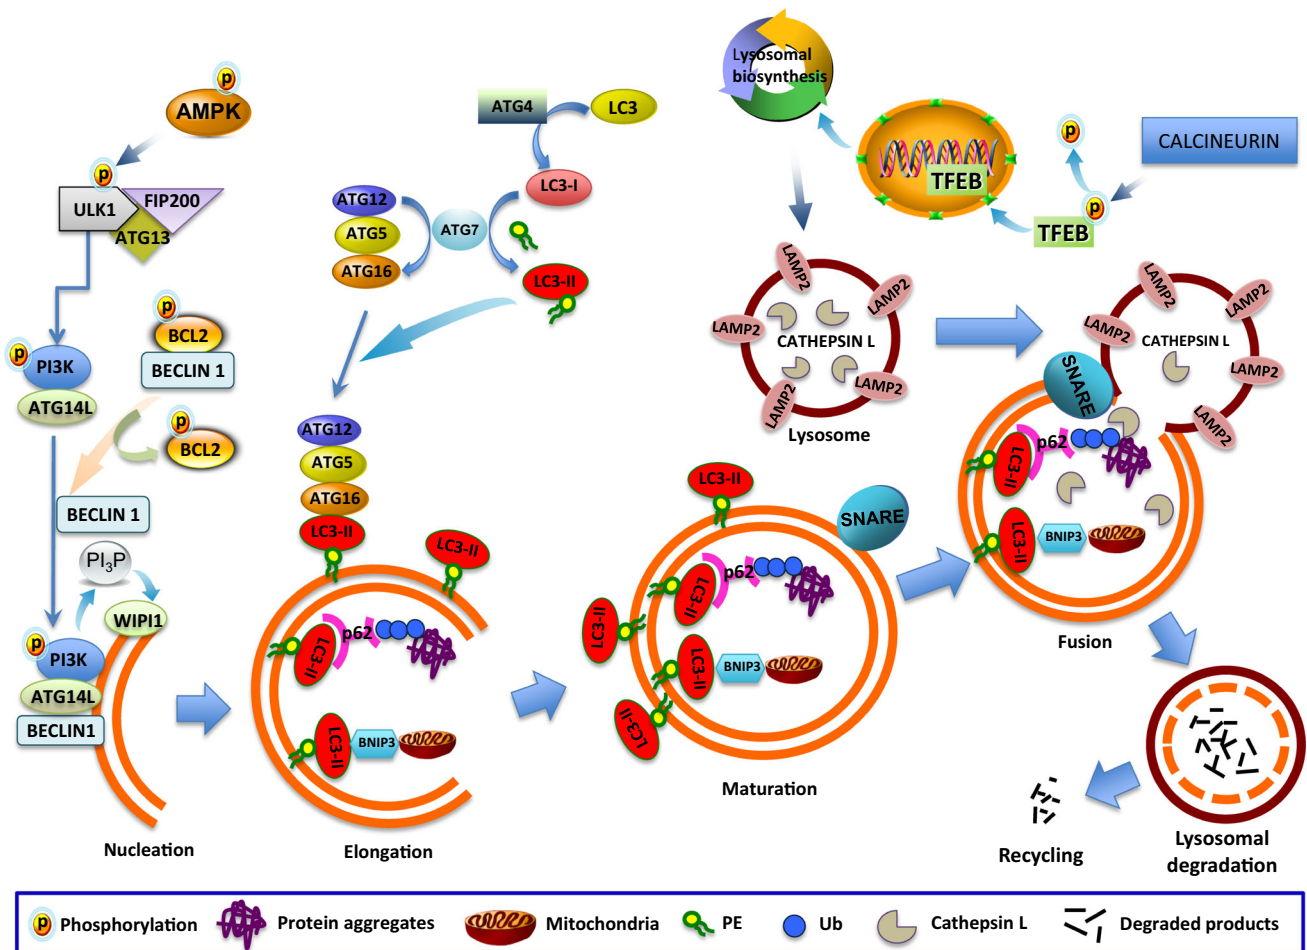 p
AMPK
p
ULK1
FIP200
ATG13
p
BCL2
BECLIN 1
p
PI3K
ATG14L
p
BCL2
BECLIN 1
PI3P
WIPI1
p
PI3K
ATG14L
BECLIN1
Nucleation
ATG4
LC3
LC3-I
ATG12
ATG5
ATG16
ATG7
LC3-II
ATG12
ATG5
ATG16
LC3-II
LC3-II
LC3-II
p62
LC3-II
BNIP3
Elongation
Lysosomal
biosynthesis
TFEB
p
CALCINEURIN
p
TFEB
LAMP2
LAMP2
LAMP2
CATHEPSIN L
LAMP2
LAMP2
Lysosome
LC3-II
SNARE
LC3-II
p62
LC3-II
LC3-II
BNIP3
LC3-II
Maturation
LAMP2
LAMP2
LAMP2
CATHEPSIN L
LAMP2
LAMP2
SNARE
LC3-II
p62
LC3-II
BNIP3
Fusion
Recycling
Lysosomal
degradation
p Phosphorylation
Protein aggregates
Mitochondria
PE
Ub
Cathepsin L
Degraded products